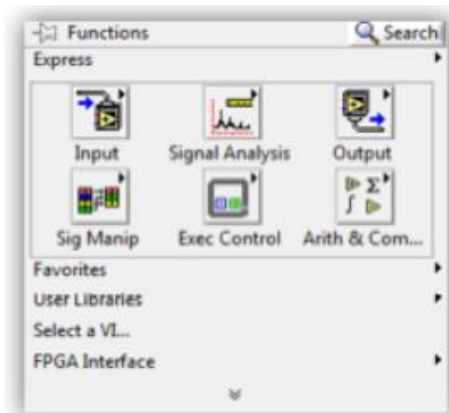 Functions Search
Express
Input Signal Analysis Output
Sig Manip Exec Control Arith & Com...
Favorites
User Libraries
Select a VI...
FPGA Interface